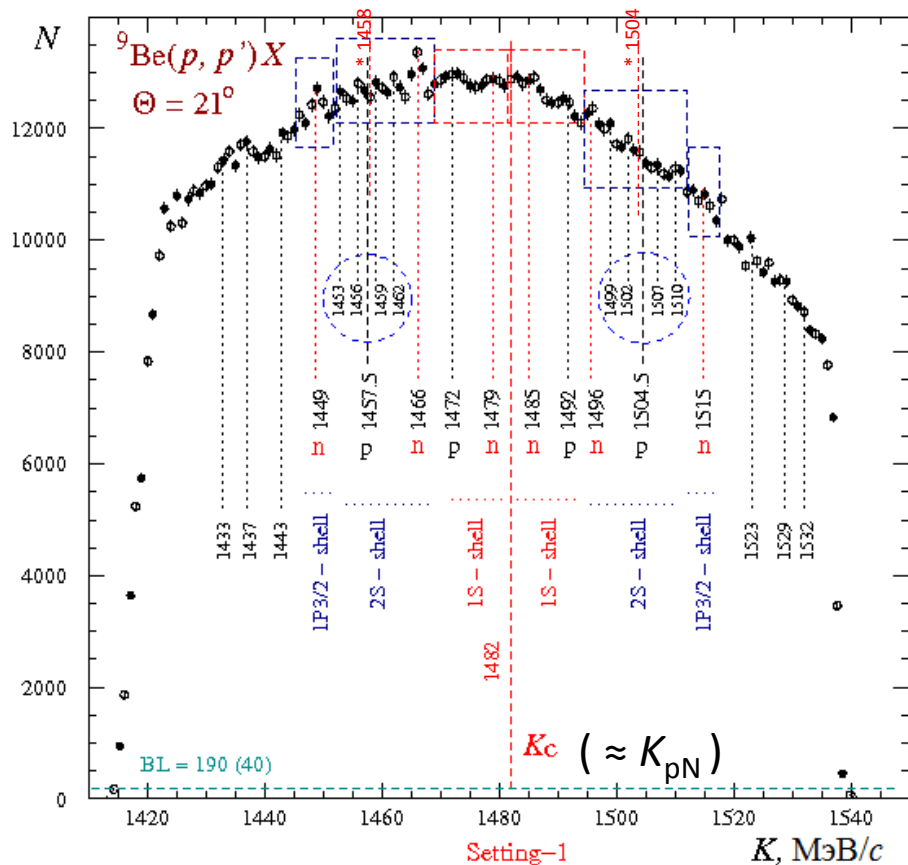 N
⁹Be(p, p′)X
Θ = 21°
* 1458
* 1504
12000
10000
8000
6000
4000
2000
0
1453
1456
1459
1462
1499
1502
1507
1510
1449
1457.5
1466
1472
1479
1485
1492
1496
1504.5
1515
n p n p n n p n p n
1433
1437
1443
1523
1529
1532
1P3/2 – shell
2S – shell
1S – shell
1S – shell
2S – shell
1P3/2 – shell
1482
Kc ( ≈ KpN )
BL = 190 (40)
1420 1440 1460 1480 1500 1520 1540
Setting–1
K, МэВ/c